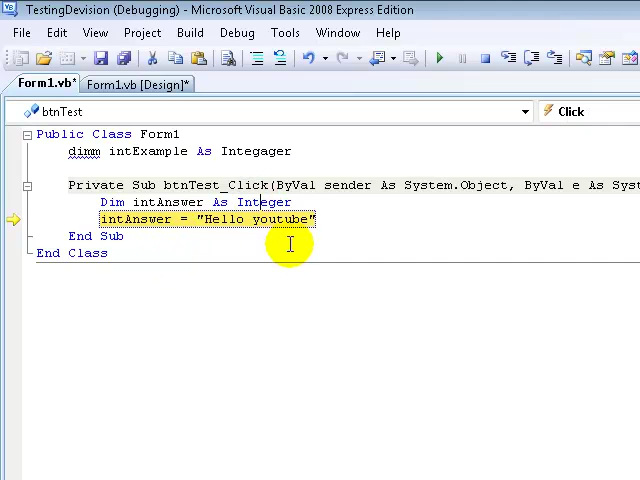 TestingDevision (Debugging) - Microsoft Visual Basic 2008 Express Edition
File Edit View Project Build Debug Tools Window Help
Form1.vb* Form1.vb [Design]*
btnTest Click
Public Class Form1
dimm intExample As Integager
Private Sub btnTest_Click(ByVal sender As System.Object, ByVal e As Syst
Dim intAnswer As Integer
intAnswer = "Hello youtube"
End Sub
End Class